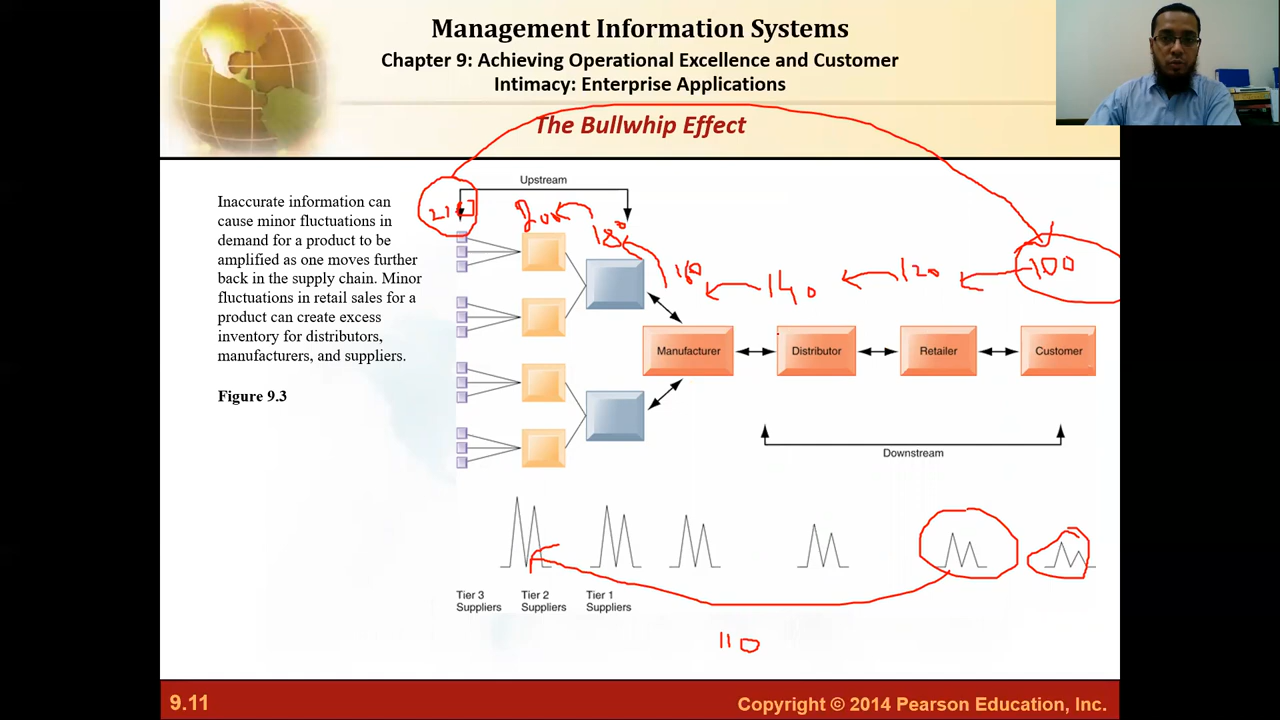 Management Information Systems
Chapter 9: Achieving Operational Excellence and Customer
Intimacy: Enterprise Applications
The Bullwhip Effect
Inaccurate information can
cause minor fluctuations in
demand for a product to be
amplified as one moves further
back in the supply chain. Minor
fluctuations in retail sales for a
product can create excess
inventory for distributors,
manufacturers, and suppliers.
Figure 9.3
Upstream
180
160
140
120
100
Manufacturer
Distributor
Retailer
Customer
Downstream
Tier 3
Suppliers
Tier 2
Suppliers
Tier 1
Suppliers
110
9.11
Copyright © 2014 Pearson Education, Inc.